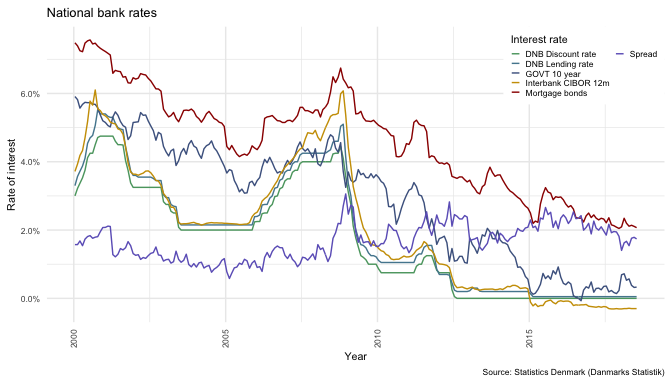 National bank rates
Interest rate
DNB Discount rate
DNB Lending rate
GOVT 10 year
Interbank CIBOR 12m
Mortgage bonds
Spread
Rate of interest
6.0%
4.0%
2.0%
0.0%
2000
2005
2010
2015
Year
Source: Statistics Denmark (Danmarks Statistik)